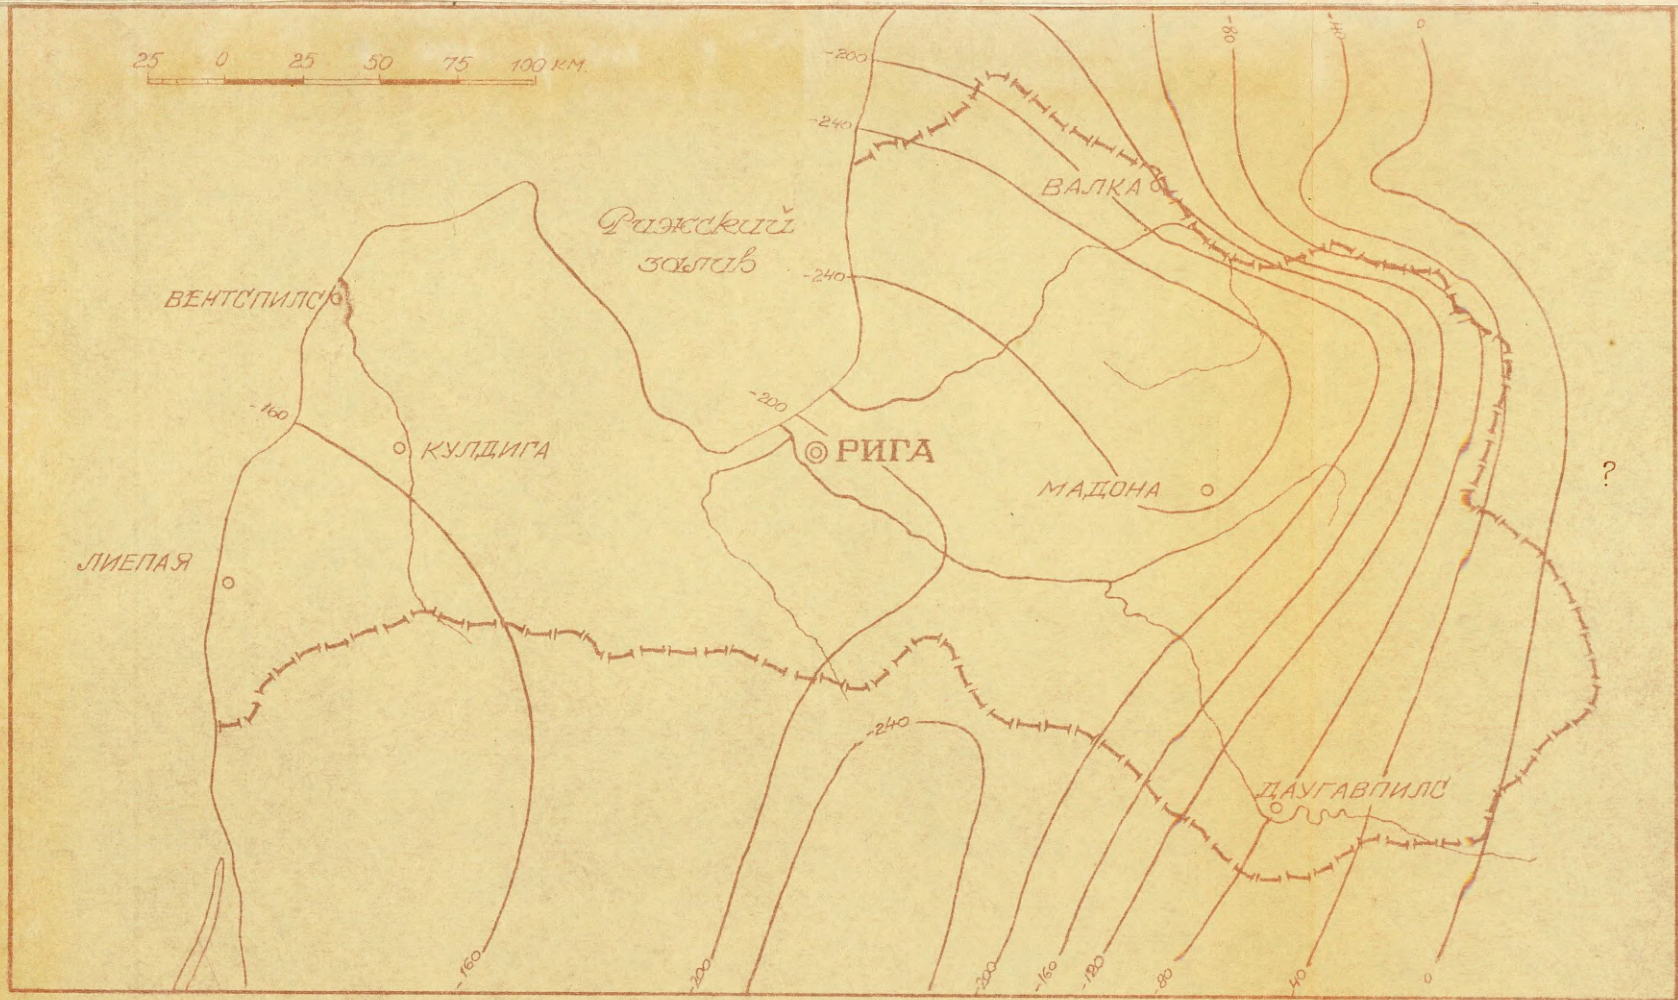 25 0 25 50 75 100 КМ.
-80
-40
0
-200
-240
ВАЛКА
Рижский
залив
-240
ВЕНТСПИЛС
-160
-200
КУЛДИГА
РИГА
?
МАДОНА
ЛИЕПАЯ
-240
ДАУГАВПИЛС
-160
-200
-200
-160
-120
-80
-40
0